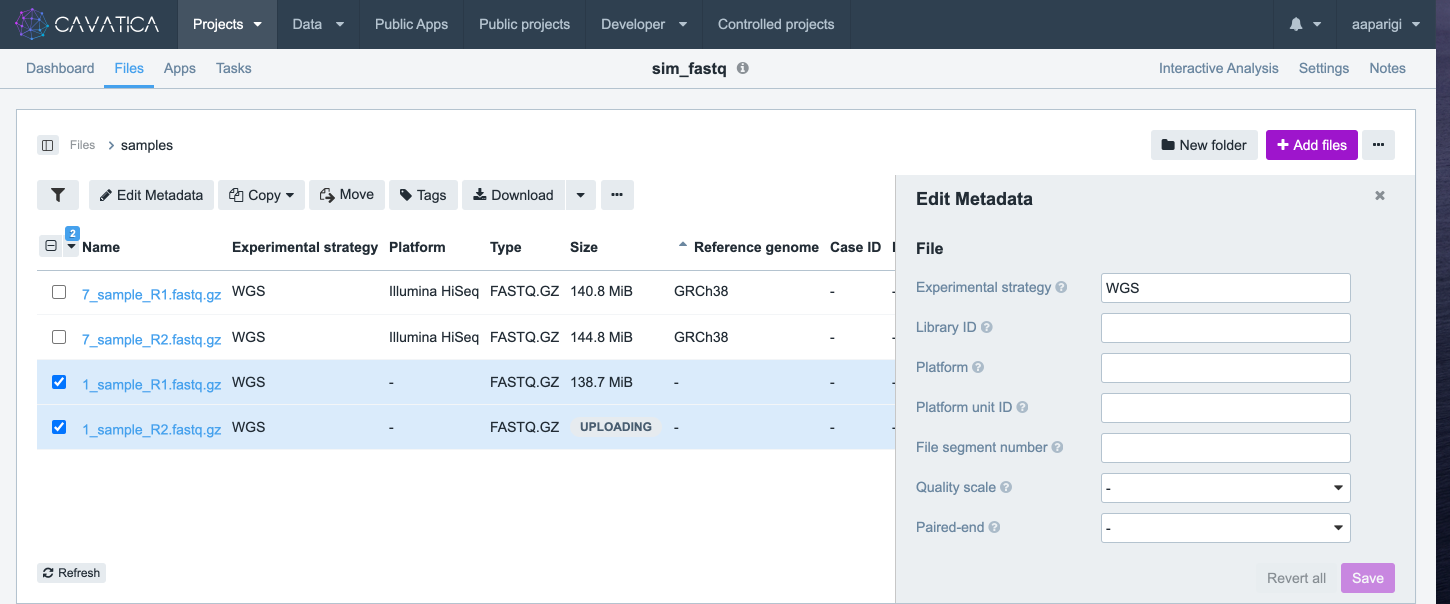 CAVATICA Projects Data Public Apps Public projects Developer Controlled projects aaparigi
Dashboard Files Apps Tasks sim_fastq Interactive Analysis Settings Notes
Files > samples New folder + Add files ...
Edit Metadata Copy Move Tags Download ...
2
Name Experimental strategy Platform Type Size Reference genome Case ID
7_sample_R1.fastq.gz WGS Illumina HiSeq FASTQ.GZ 140.8 MiB GRCh38 - -
7_sample_R2.fastq.gz WGS Illumina HiSeq FASTQ.GZ 144.8 MiB GRCh38 - -
1_sample_R1.fastq.gz WGS - FASTQ.GZ 138.7 MiB - - -
1_sample_R2.fastq.gz WGS - FASTQ.GZ UPLOADING - - -
Refresh
Edit Metadata ×
File
Experimental strategy ? WGS
Library ID ?
Platform ?
Platform unit ID ?
File segment number ?
Quality scale ? -
Paired-end ? -
Revert all Save